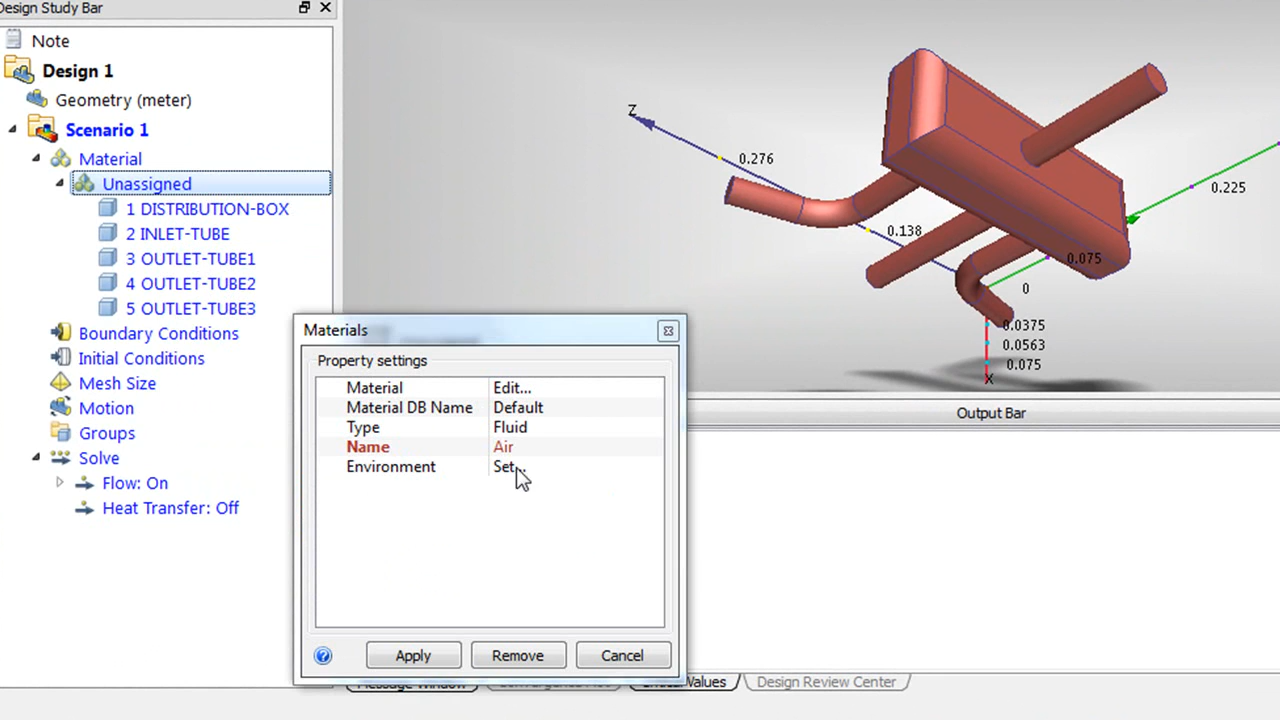 Design Study Bar
Note
Design 1
Geometry (meter)
Scenario 1
Material
Unassigned
1 DISTRIBUTION-BOX
2 INLET-TUBE
3 OUTLET-TUBE1
4 OUTLET-TUBE2
5 OUTLET-TUBE3
Boundary Conditions
Initial Conditions
Mesh Size
Motion
Groups
Solve
Flow: On
Heat Transfer: Off
Z
0.276
0.138
0.225
0.075
0
0.0375
0.0563
0.075
X
Materials
Property settings
Material Edit...
Material DB Name Default
Type Fluid
Name Air
Environment Set...
Apply Remove Cancel
Output Bar
Message Window
Values
Design Review Center